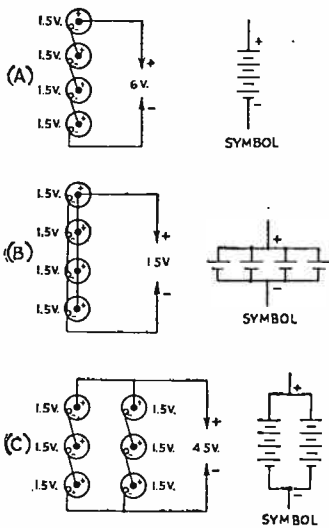 (A)
1.5V.
1.5V.
1.5V.
1.5V.
+
6V.
-
+
-
SYMBOL
(B)
1.5V.
1.5V.
1.5V.
1.5V.
+
1.5V
-
+
-
SYMBOL
(C)
1.5V. 1.5V.
1.5V. 1.5V.
1.5V. 1.5V.
+
4.5V.
-
+
-
SYMBOL